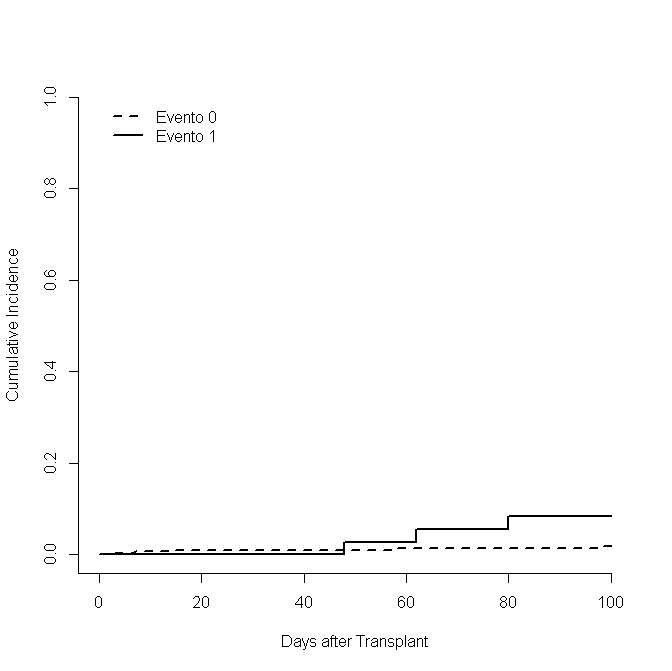 Evento 0
Evento 1
Cumulative Incidence
1.0
0.8
0.6
0.4
0.2
0.0
0 20 40 60 80 100
Days after Transplant